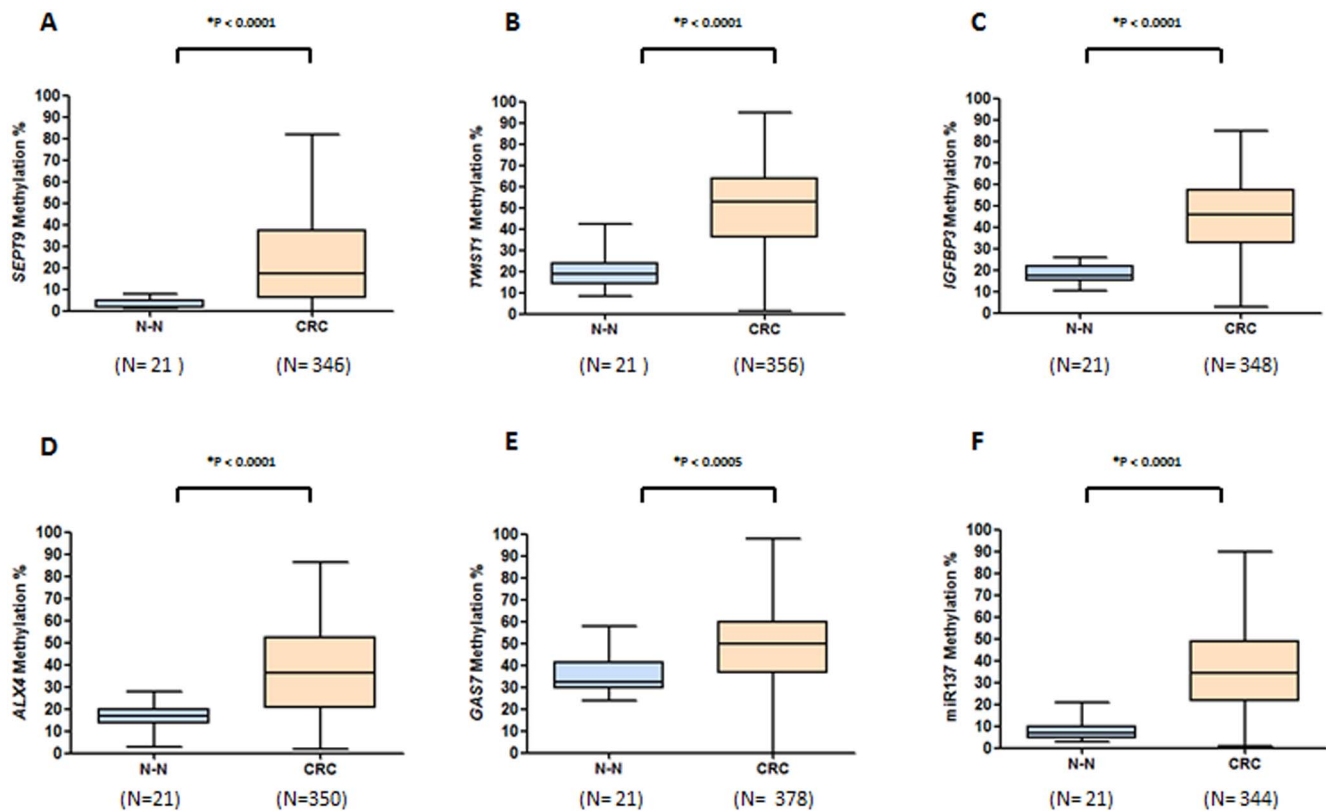 A
*P < 0.0001
SEPT9 Methylation %
100
90
80
70
60
50
40
30
20
10
0
N-N
CRC
(N= 21 )
(N= 346)
B
*P < 0.0001
TWIST1 Methylation %
100
90
80
70
60
50
40
30
20
10
0
N-N
CRC
(N= 21 )
(N=356)
C
*P < 0.0001
IGFBP3 Methylation %
100
90
80
70
60
50
40
30
20
10
0
N-N
CRC
(N=21)
(N= 348)
D
*P < 0.0001
ALX4 Methylation %
100
90
80
70
60
50
40
30
20
10
0
N-N
CRC
(N=21)
(N=350)
E
*P < 0.0005
GAS7 Methylation %
100
90
80
70
60
50
40
30
20
10
0
N-N
CRC
(N= 21)
(N= 378)
F
*P < 0.0001
miR137 Methylation %
100
90
80
70
60
50
40
30
20
10
0
N-N
CRC
(N= 21)
(N= 344)